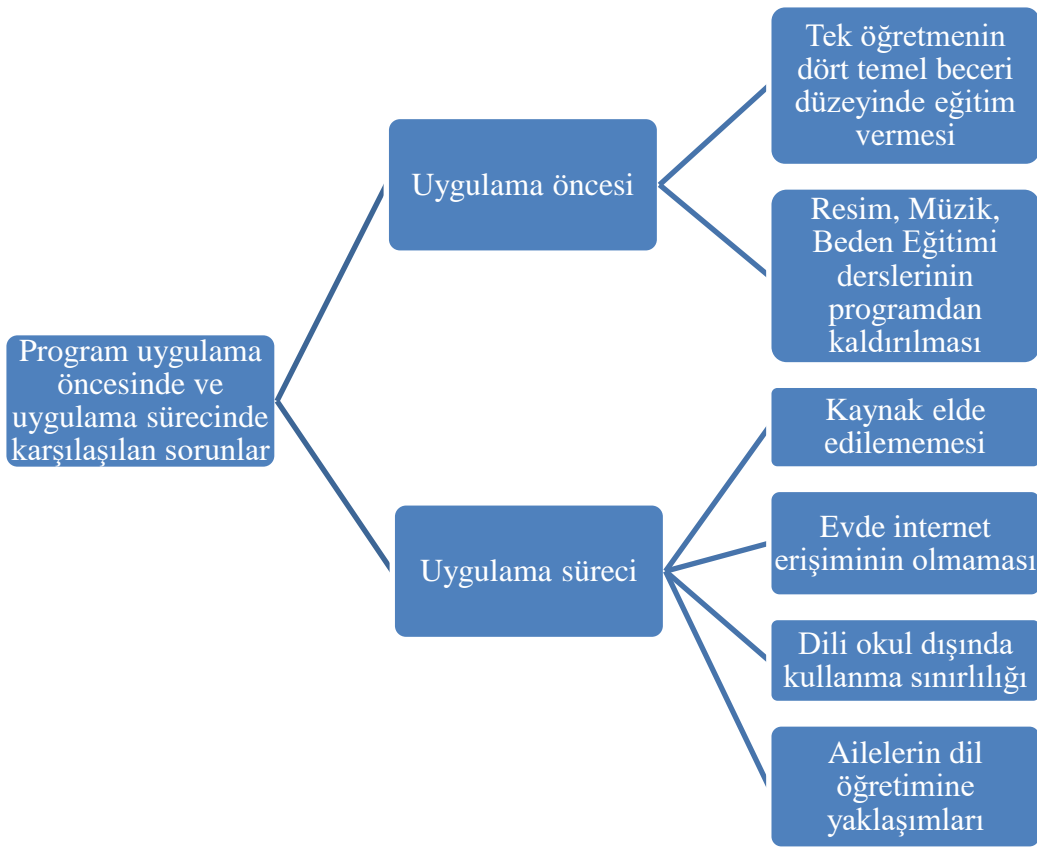 Program uygulama
öncesinde ve
uygulama sürecinde
karşılaşılan sorunlar
Uygulama öncesi
Tek öğretmenin
dört temel beceri
düzeyinde eğitim
vermesi
Resim, Müzik,
Beden Eğitimi
derslerinin
programdan
kaldırılması
Uygulama süreci
Kaynak elde
edilememesi
Evde internet
erişiminin olmaması
Dili okul dışında
kullanma sınırlılığı
Ailelerin dil
öğretimine
yaklaşımları